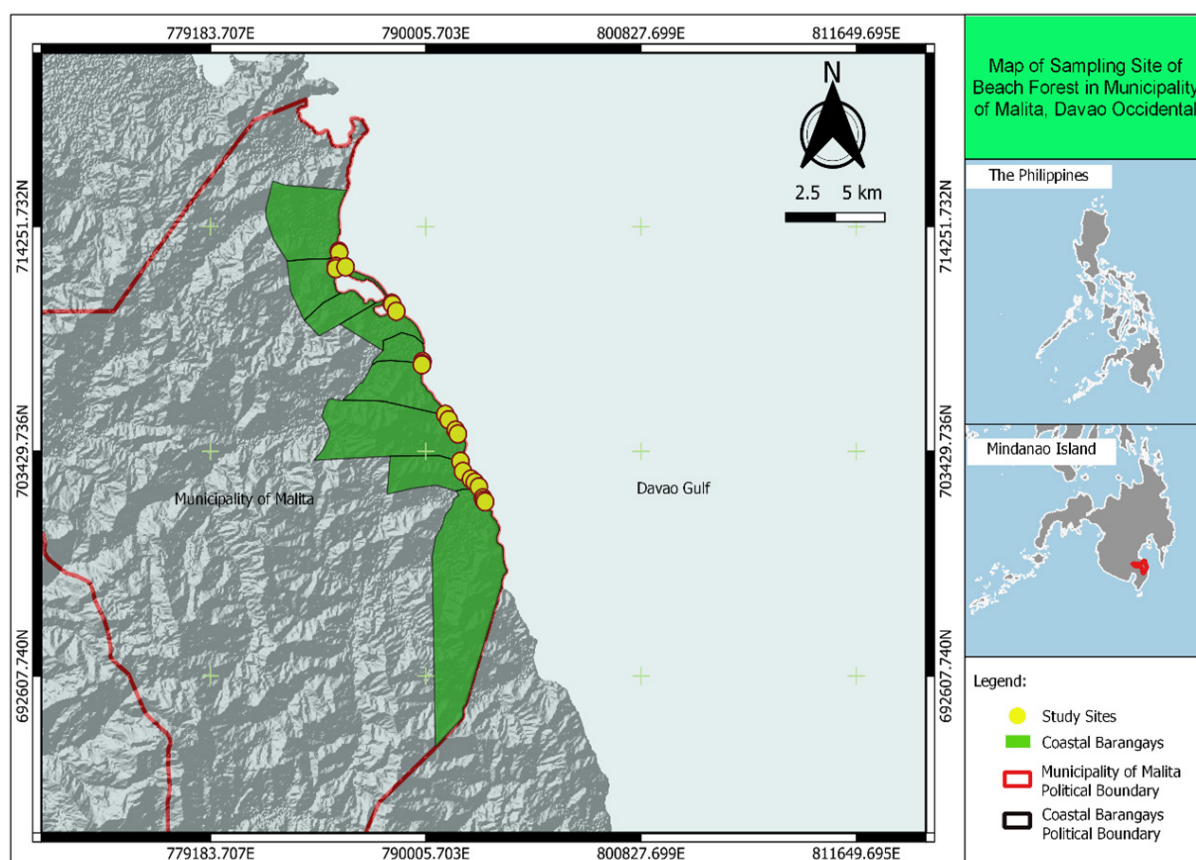 779183.707E 790005.703E 800827.699E 811649.695E
N
2.5 5 km
714251.732N
714251.732N
703429.736N
703429.736N
692607.740N
692607.740N
Municipality of Malita
Davao Gulf
779183.707E 790005.703E 800827.699E 811649.695E
Map of Sampling Site of
Beach Forest in Municipality
of Malita, Davao Occidental
The Philippines
Mindanao Island
Legend:
Study Sites
Coastal Barangays
Municipality of Malita
Political Boundary
Coastal Barangays
Political Boundary